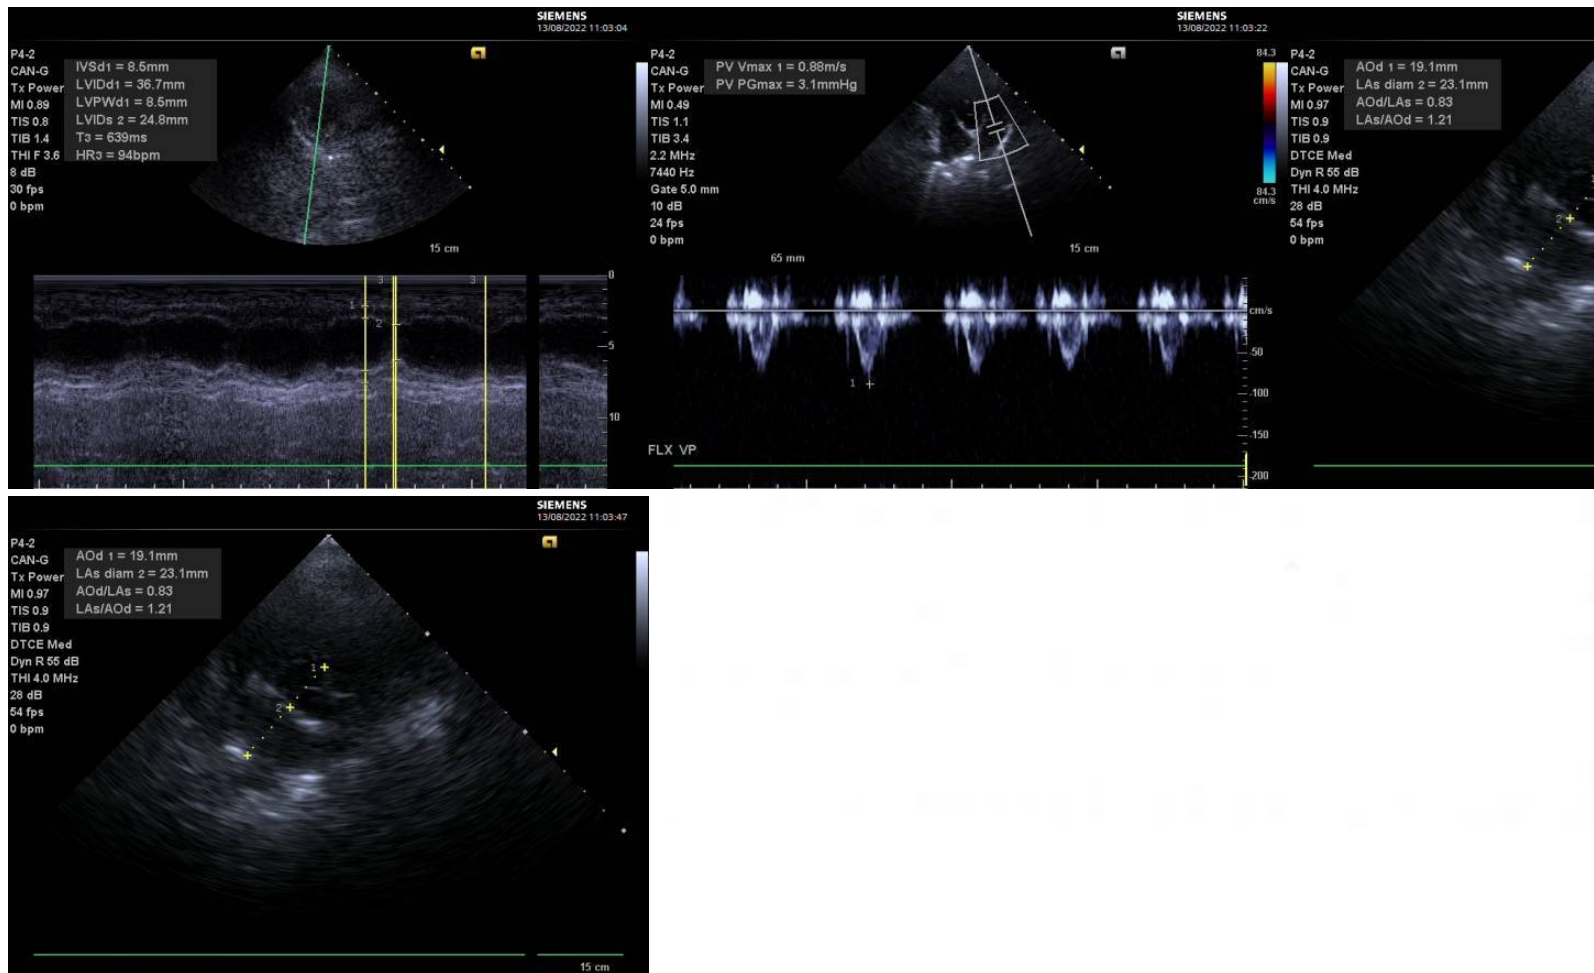 SIEMENS
13/08/2022 11:03:04
P4-2
CAN-G
Tx Power
MI 0.89
TIS 0.8
TIB 1.4
THI F 3.6
8 dB
30 fps
0 bpm
IVSd1 = 8.5mm
LVIDd1 = 36.7mm
LVPWd1 = 8.5mm
LVIDs 2 = 24.8mm
T3 = 639ms
HR3 = 94bpm
15 cm
3
3
1
2
0
5
10
SIEMENS
13/08/2022 11:03:22
P4-2
CAN-G
Tx Power
MI 0.49
TIS 1.1
TIB 3.4
2.2 MHz
7440 Hz
Gate 5.0 mm
10 dB
24 fps
0 bpm
PV Vmax 1 = 0.88m/s
PV PGmax = 3.1mmHg
84.3
84.3
cm/s
15 cm
65 mm
cm/s
-50
-100
-150
-200
1
FLX VP
P4-2
CAN-G
Tx Power
MI 0.97
TIS 0.9
TIB 0.9
DTCE Med
Dyn R 55 dB
THI 4.0 MHz
28 dB
54 fps
0 bpm
AOd 1 = 19.1mm
LAs diam 2 = 23.1mm
AOd/LAs = 0.83
LAs/AOd = 1.21
2
SIEMENS
13/08/2022 11:03:47
P4-2
CAN-G
Tx Power
MI 0.97
TIS 0.9
TIB 0.9
DTCE Med
Dyn R 55 dB
THI 4.0 MHz
28 dB
54 fps
0 bpm
AOd 1 = 19.1mm
LAs diam 2 = 23.1mm
AOd/LAs = 0.83
LAs/AOd = 1.21
1
2
15 cm